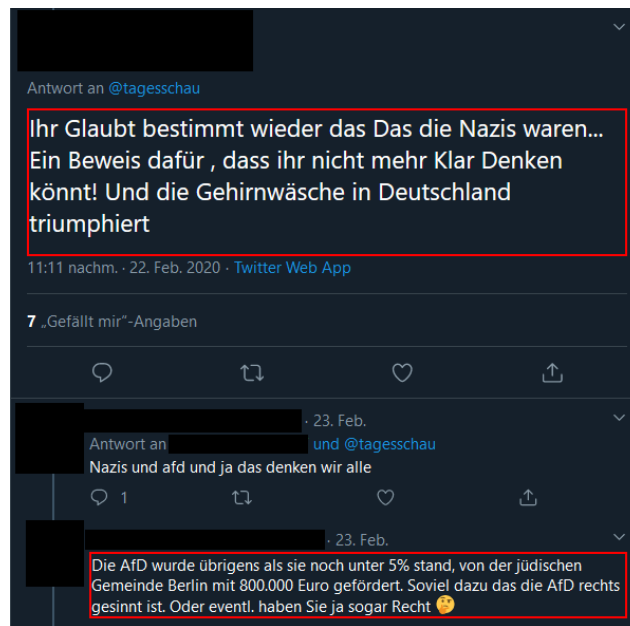 Antwort an @tagesschau
Ihr Glaubt bestimmt wieder das Das die Nazis waren...
Ein Beweis dafür , dass ihr nicht mehr Klar Denken
könnt! Und die Gehirnwäsche in Deutschland
triumphiert
11:11 nachm. · 22. Feb. 2020 · Twitter Web App
7 „Gefällt mir“-Angaben
· 23. Feb.
Antwort an und @tagesschau
Nazis und afd und ja das denken wir alle
1
· 23. Feb.
Die AfD wurde übrigens als sie noch unter 5% stand, von der jüdischen
Gemeinde Berlin mit 800.000 Euro gefördert. Soviel dazu das die AfD rechts
gesinnt ist. Oder eventl. haben Sie ja sogar Recht 🤔